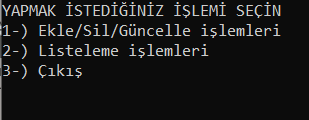 YAPMAK İSTEDİĞİNİZ İŞLEMİ SEÇİN
1-) Ekle/Sil/Güncelle işlemleri
2-) Listeleme işlemleri
3-) Çıkış